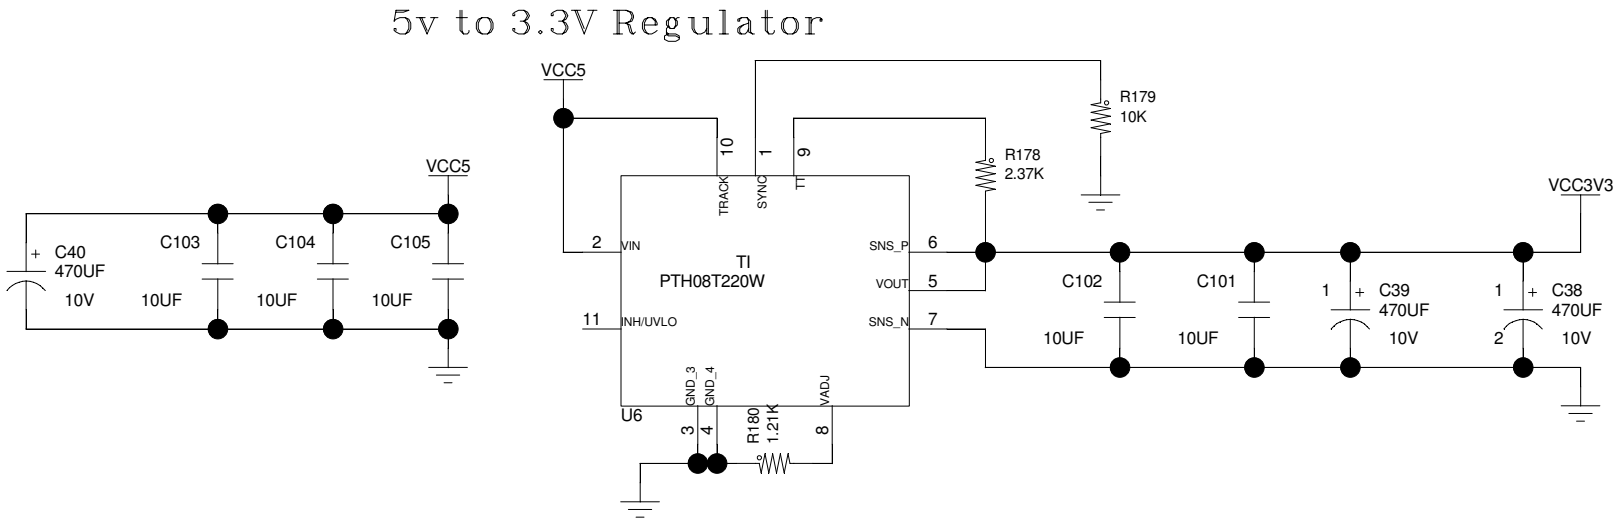 5v to 3.3V Regulator
VCC5
R179
10K
10
1
9
R178
2.37K
VCC5
TRACK
SYNC
TT
VCC3V3
C103
C104
C105
2
VIN
SNS_P
6
+
C40
470UF
TI
PTH08T220W
VOUT
5
C102
C101
1
+
C39
470UF
1
+
C38
470UF
10V
10UF
10UF
10UF
11
INH/UVLO
SNS_N
7
10UF
10UF
10V
2
10V
GND_3
GND_4
VADJ
U6
3
4
R180
1.21K
8